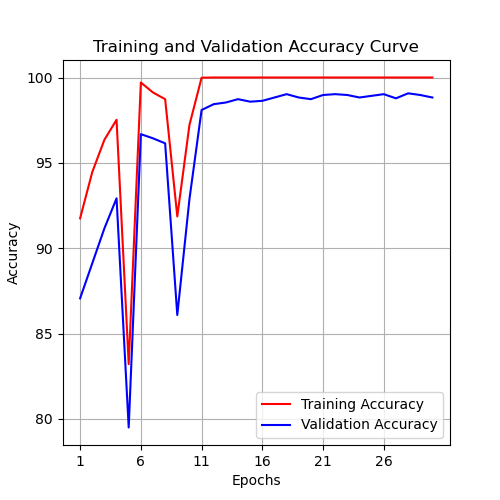 Training and Validation Accuracy Curve
100
95
90
85
80
Accuracy
Training Accuracy
Validation Accuracy
1 6 11 16 21 26
Epochs